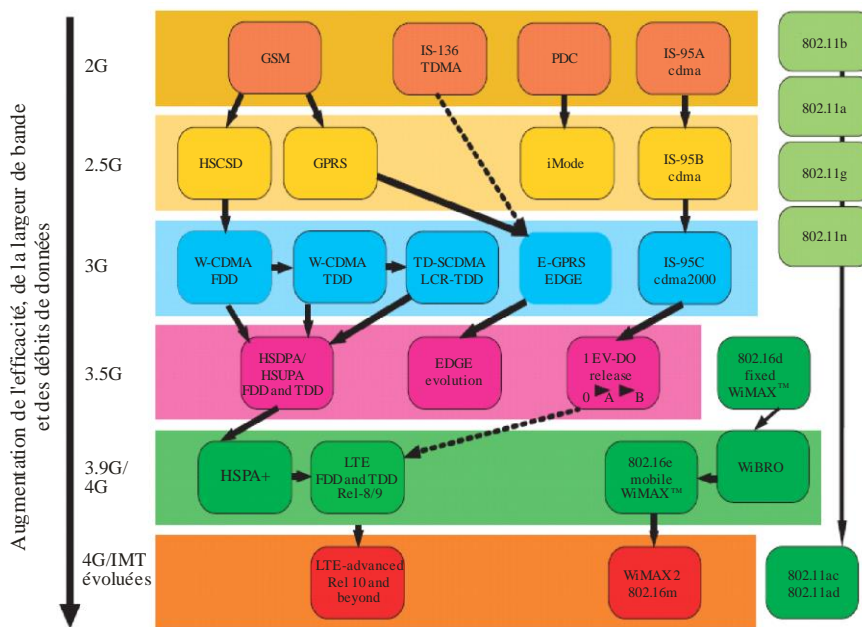 Augmentation de l'efficacité, de la largeur de bande
et des débits de données
2G
GSM
IS-136
TDMA
PDC
IS-95A
cdma
802.11b
802.11a
2.5G
HSCSD
GPRS
iMode
IS-95B
cdma
802.11g
802.11n
3G
W-CDMA
FDD
W-CDMA
TDD
TD-SCDMA
LCR-TDD
E-GPRS
EDGE
IS-95C
cdma2000
3.5G
HSDPA/
HSUPA
FDD and TDD
EDGE
evolution
1 EV-DO
release
0 ► A ► B
802.16d
fixed
WiMAX™
3.9G/
4G
HSPA+
LTE
FDD and TDD
Rel-8/9
802.16e
mobile
WiMAX™
WiBRO
4G/IMT
évoluées
LTE-advanced
Rel 10 and
beyond
WiMAX 2
802.16m
802.11ac
802.11ad